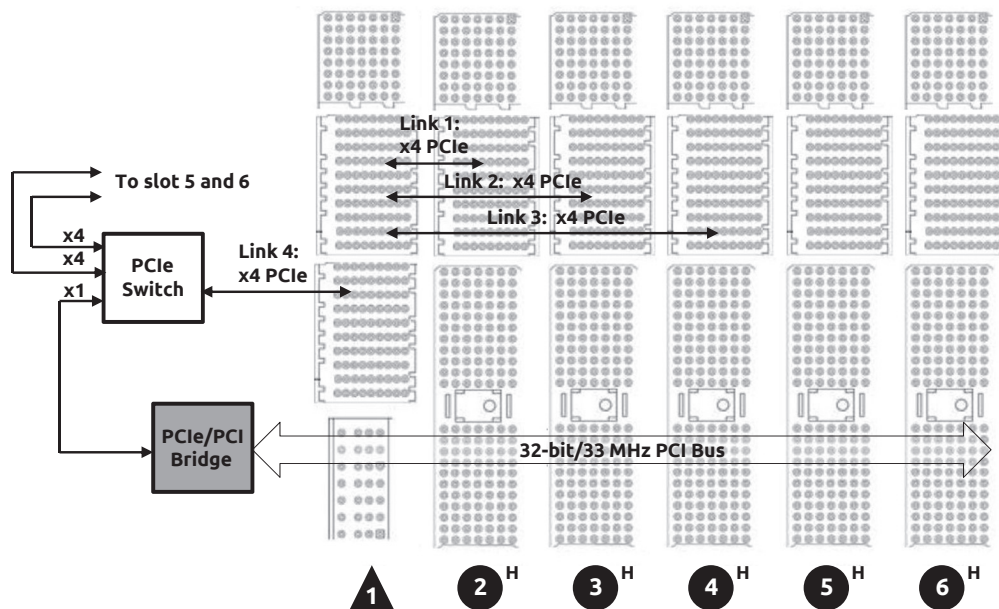 Link 1:
x4 PCIe
Link 2: x4 PCIe
Link 3: x4 PCIe
To slot 5 and 6
x4
x4
x1
PCIe
Switch
Link 4:
x4 PCIe
PCIe/PCI
Bridge
32-bit/33 MHz PCI Bus
1
2 H
3 H
4 H
5 H
6 H